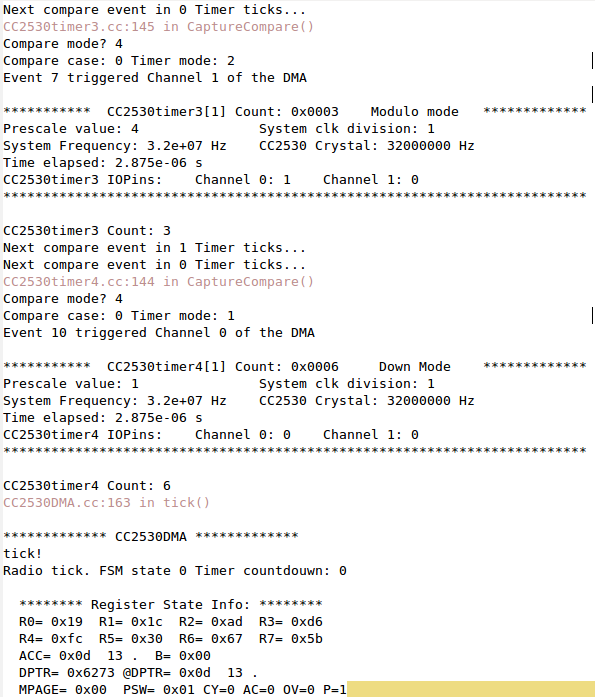 Next compare event in 0 Timer ticks...
CC2530timer3.cc:145 in CaptureCompare()
Compare mode? 4
Compare case: 0 Timer mode: 2
Event 7 triggered Channel 1 of the DMA
*********** CC2530timer3[1] Count: 0x0003 Modulo mode *************
Prescale value: 4 System clk division: 1
System Frequency: 3.2e+07 Hz CC2530 Crystal: 32000000 Hz
Time elapsed: 2.875e-06 s
CC2530timer3 IOPins: Channel 0: 1 Channel 1: 0
*************************************************************************
CC2530timer3 Count: 3
Next compare event in 1 Timer ticks...
Next compare event in 0 Timer ticks...
CC2530timer4.cc:144 in CaptureCompare()
Compare mode? 4
Compare case: 0 Timer mode: 1
Event 10 triggered Channel 0 of the DMA
*********** CC2530timer4[1] Count: 0x0006 Down Mode *************
Prescale value: 1 System clk division: 1
System Frequency: 3.2e+07 Hz CC2530 Crystal: 32000000 Hz
Time elapsed: 2.875e-06 s
CC2530timer4 IOPins: Channel 0: 0 Channel 1: 0
*************************************************************************
CC2530timer4 Count: 6
CC2530DMA.cc:163 in tick()
************* CC2530DMA *************
tick!
Radio tick. FSM state 0 Timer countdouwn: 0
******** Register State Info: ********
R0= 0x19 R1= 0x1c R2= 0xad R3= 0xd6
R4= 0xfc R5= 0x30 R6= 0x67 R7= 0x5b
ACC= 0x0d 13 . B= 0x00
DPTR= 0x6273 @DPTR= 0x0d 13 .
MPAGE= 0x00 PSW= 0x01 CY=0 AC=0 OV=0 P=1